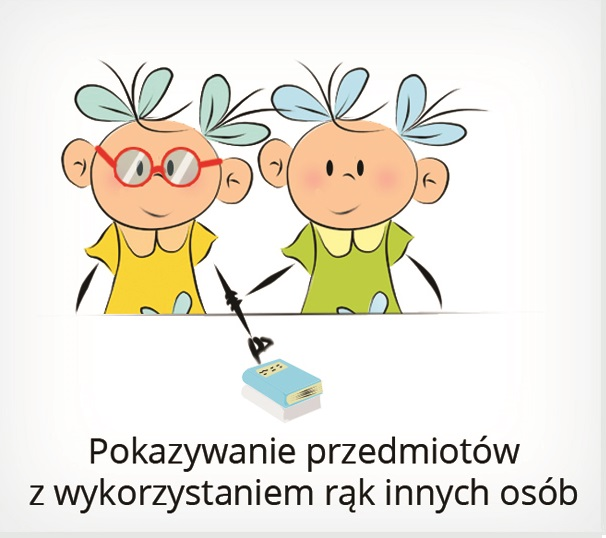 Pokazywanie przedmiotów
z wykorzystaniem rąk innych osób